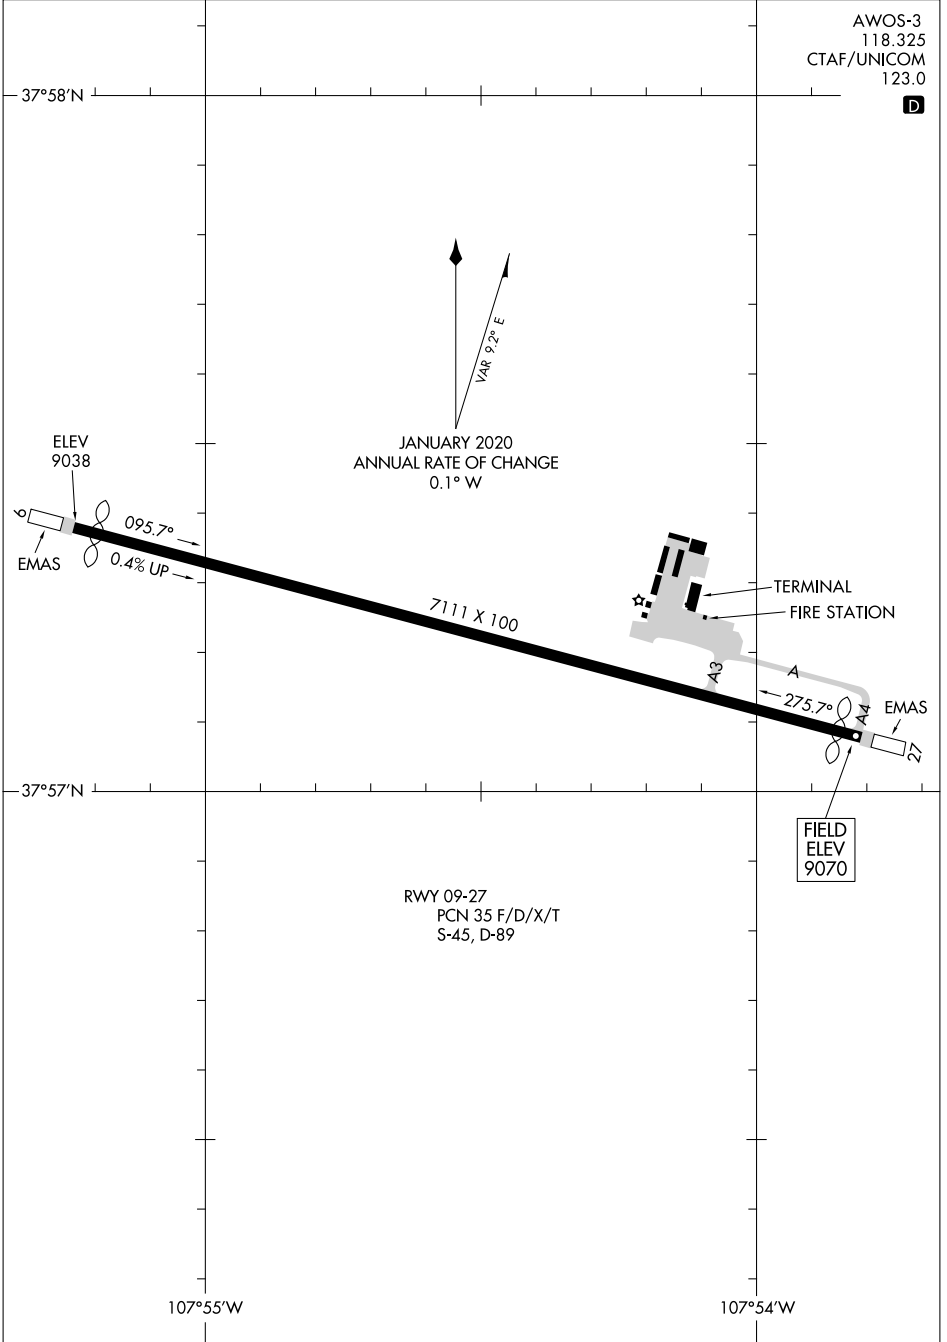 AWOS-3
118.325
CTAF/UNICOM
123.0
D
37°58'N
VAR 9.2° E
JANUARY 2020
ANNUAL RATE OF CHANGE
0.1° W
ELEV
9038
9
EMAS
095.7°
0.4% UP
7111 X 100
TERMINAL
FIRE STATION
A3
A
275.7°
A4
EMAS
27
37°57'N
FIELD
ELEV
9070
RWY 09-27
PCN 35 F/D/X/T
S-45, D-89
107°55'W
107°54'W